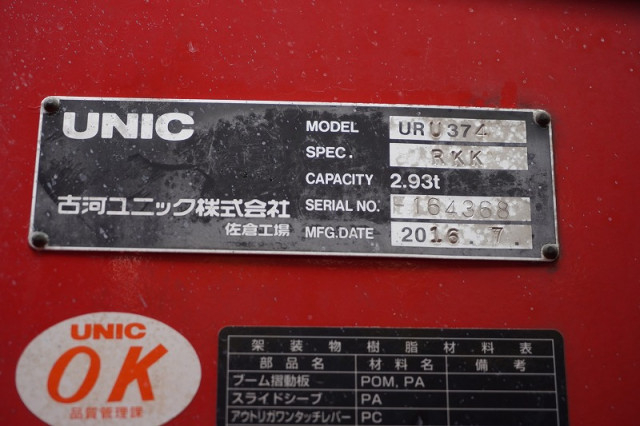 UNIC
MODEL URU374
SPEC. RKK
CAPACITY 2.93t
SERIAL NO. F164368
MFG.DATE 2016. 7.
古河ユニック株式会社
佐倉工場
UNIC
OK
品質管理課
架装物樹脂材料表
部品名 材料名 備考
ブーム摺動板 POM, PA
スライドシーブ PA
アウトリガワンタッチレバー PC